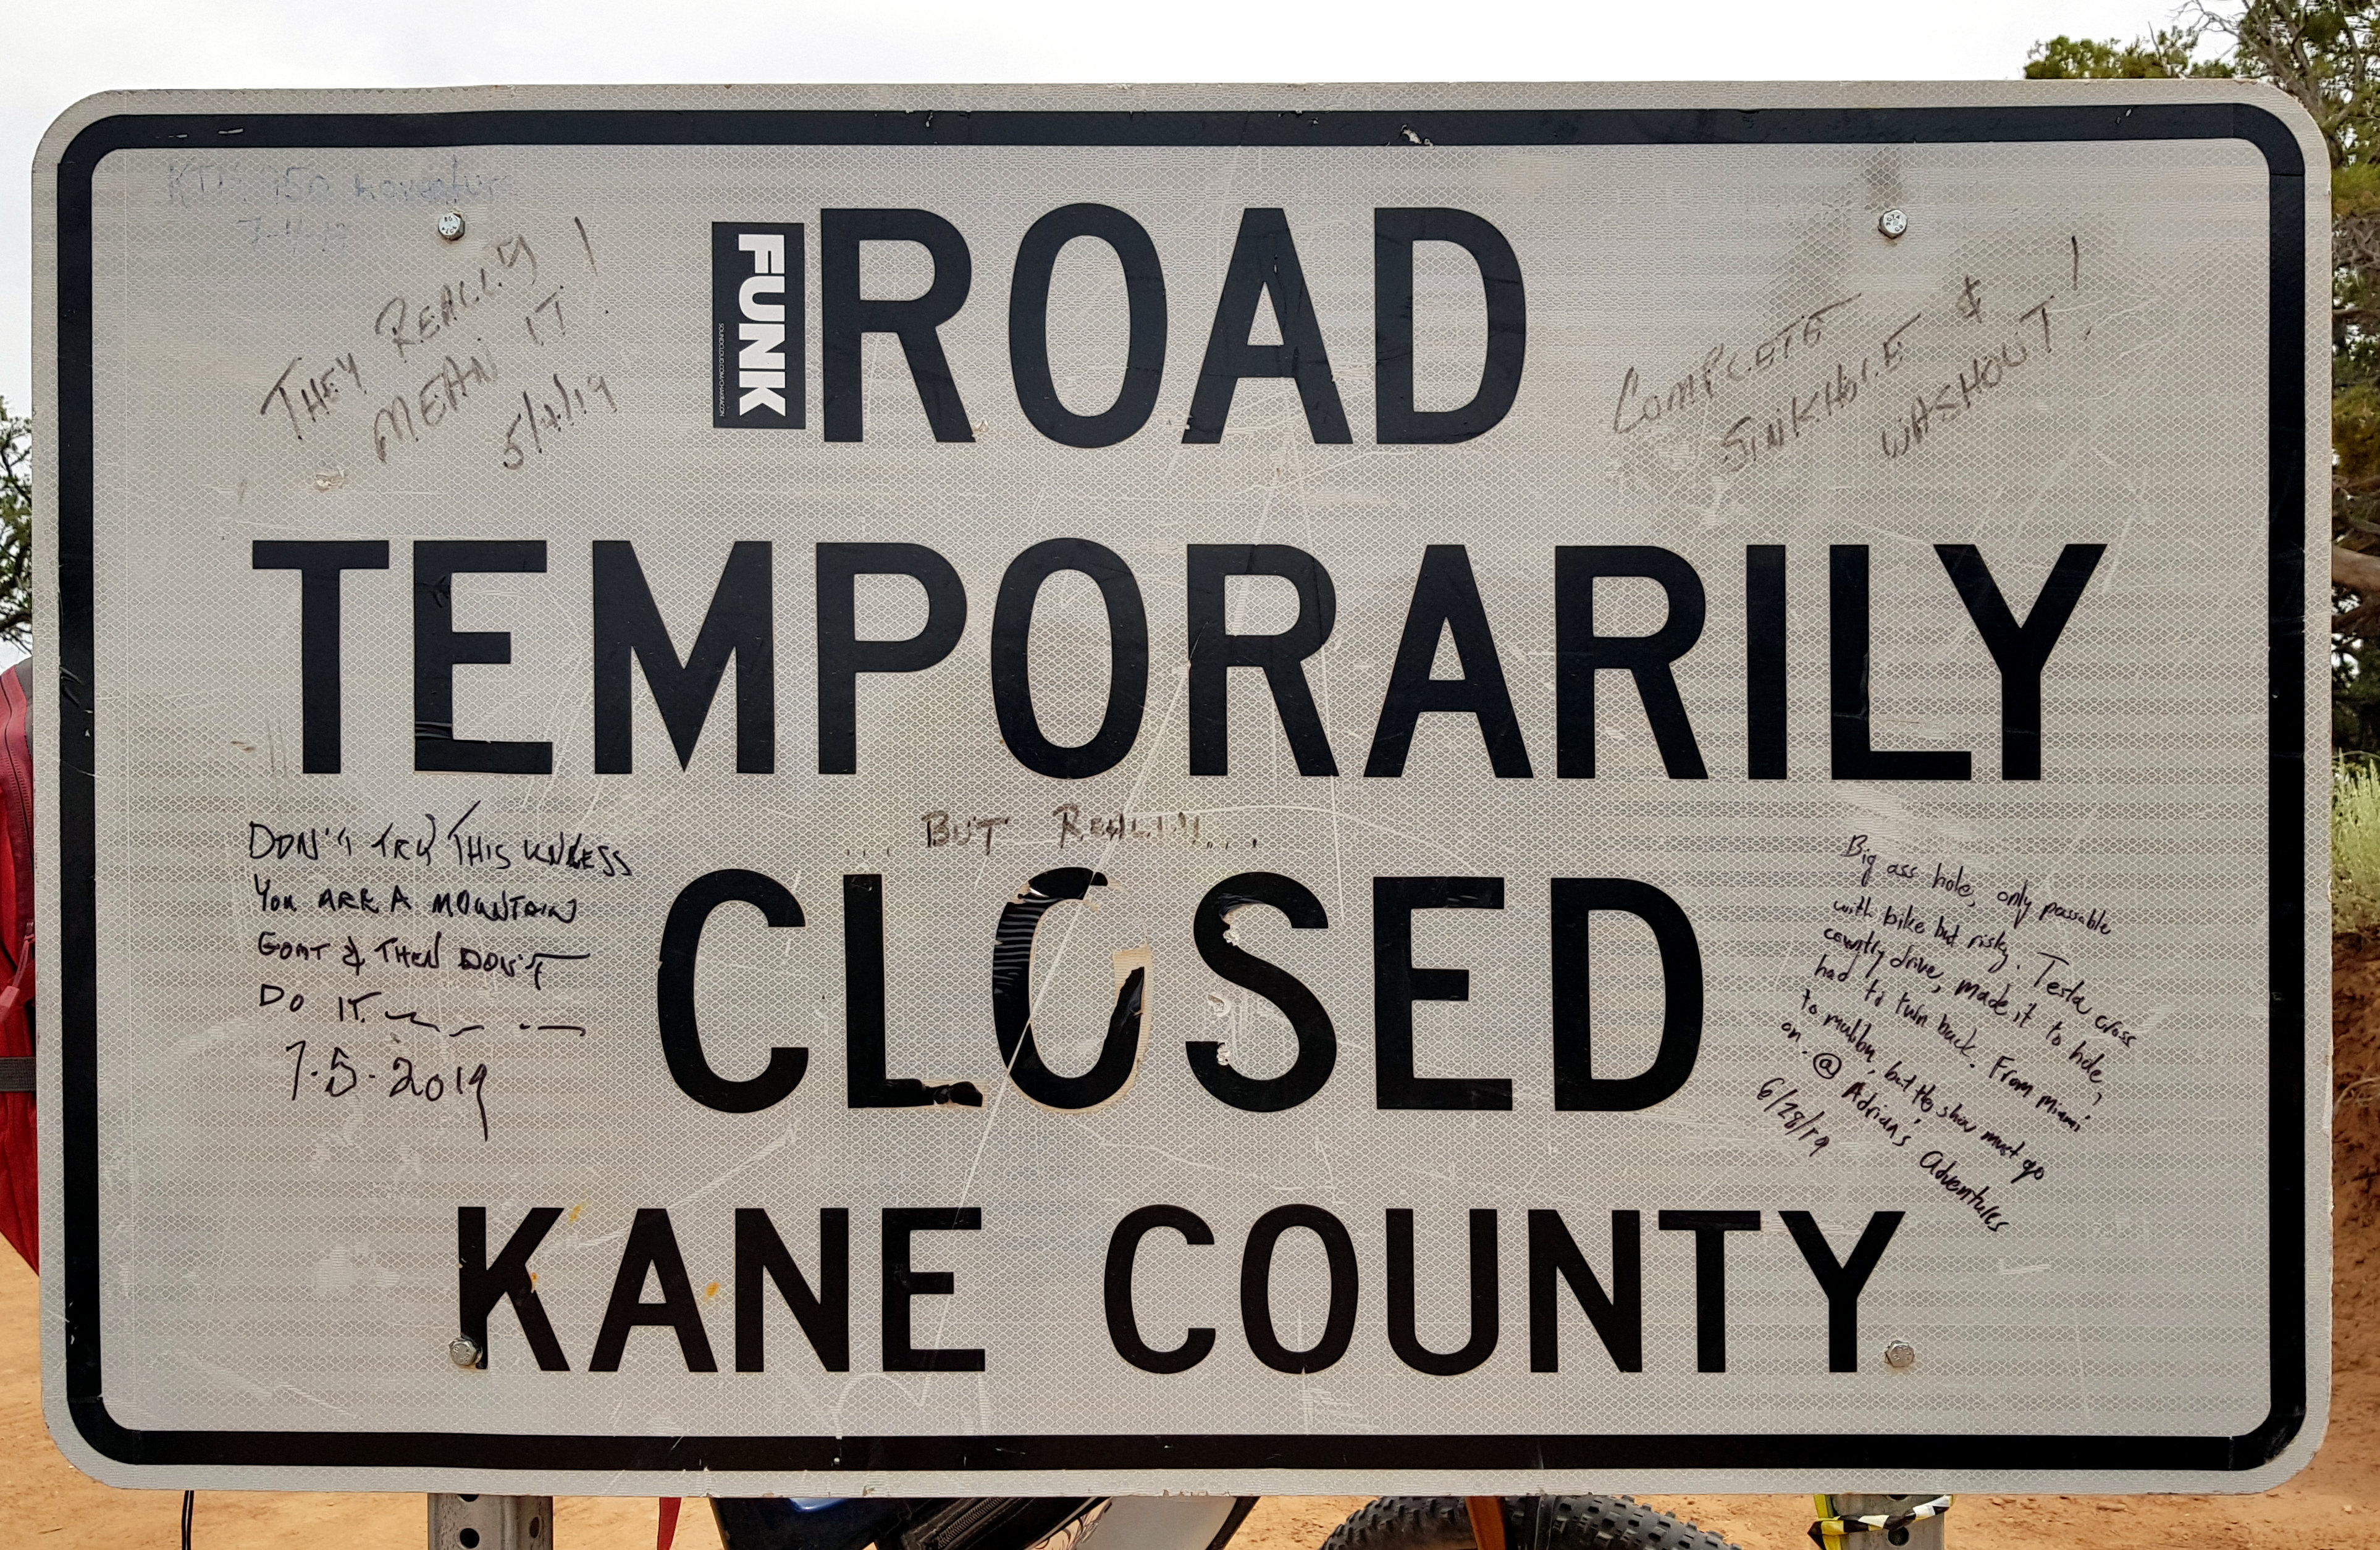 KTM 950 Adventure
THEY REALLY
MEAN IT!
5/4/19
FUNK
ROAD
COMPLETE
SINKHOLE &
WASHOUT!
TEMPORARILY
... BUT REALLY....
CLOSED
DON'T TRY THIS UNLESS
YOU ARE A MOUNTAIN
GOAT & THEN DON'T
DO IT.
7.5.2019
Big ass hole, only passable
with bike but risky. Tesla cross
country drive, made it to hole,
had to turn back. From Miami
to malibu, but the show must go
on. @ Adrian's Adventures
6/28/19
KANE COUNTY